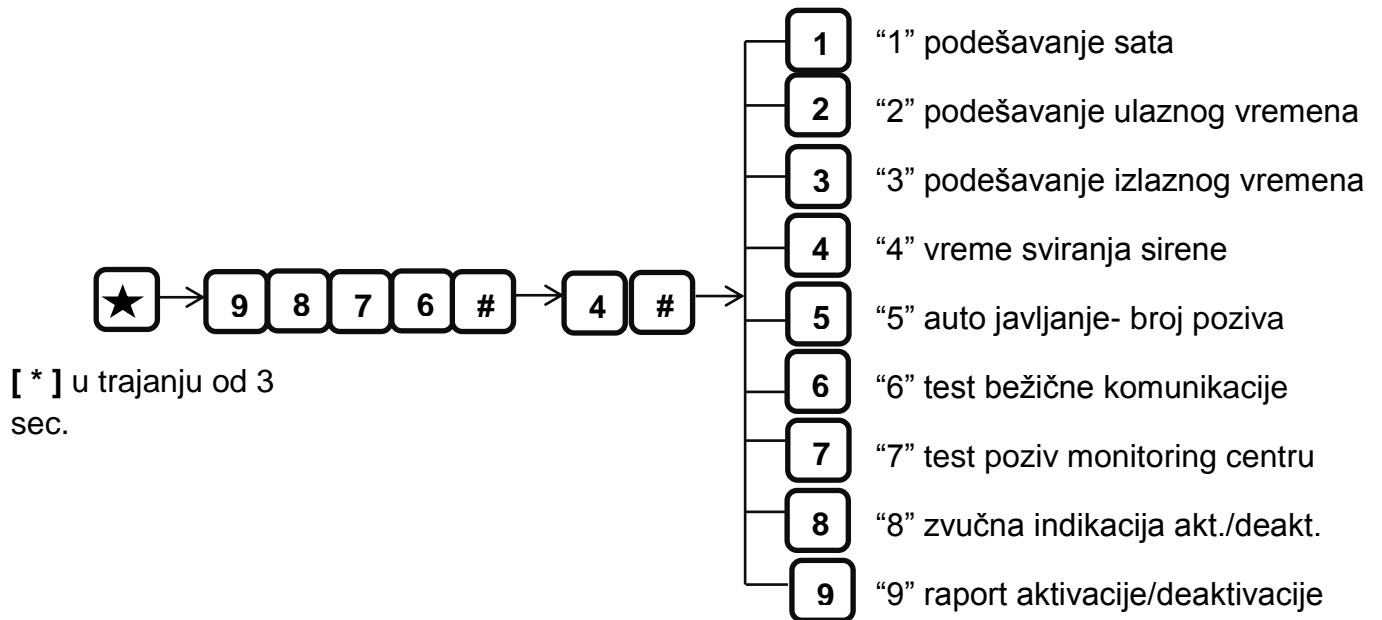 1 “1” podešavanje sata
2 “2” podešavanje ulaznog vremena
3 “3” podešavanje izlaznog vremena
4 “4” vreme sviranja sirene
★ 9 8 7 6 # 4 #
5 “5” auto javljanje- broj poziva
[ * ] u trajanju od 3
sec.
6 “6” test bežične komunikacije
7 “7” test poziv monitoring centru
8 “8” zvučna indikacija akt./deakt.
9 “9” raport aktivacije/deaktivacije